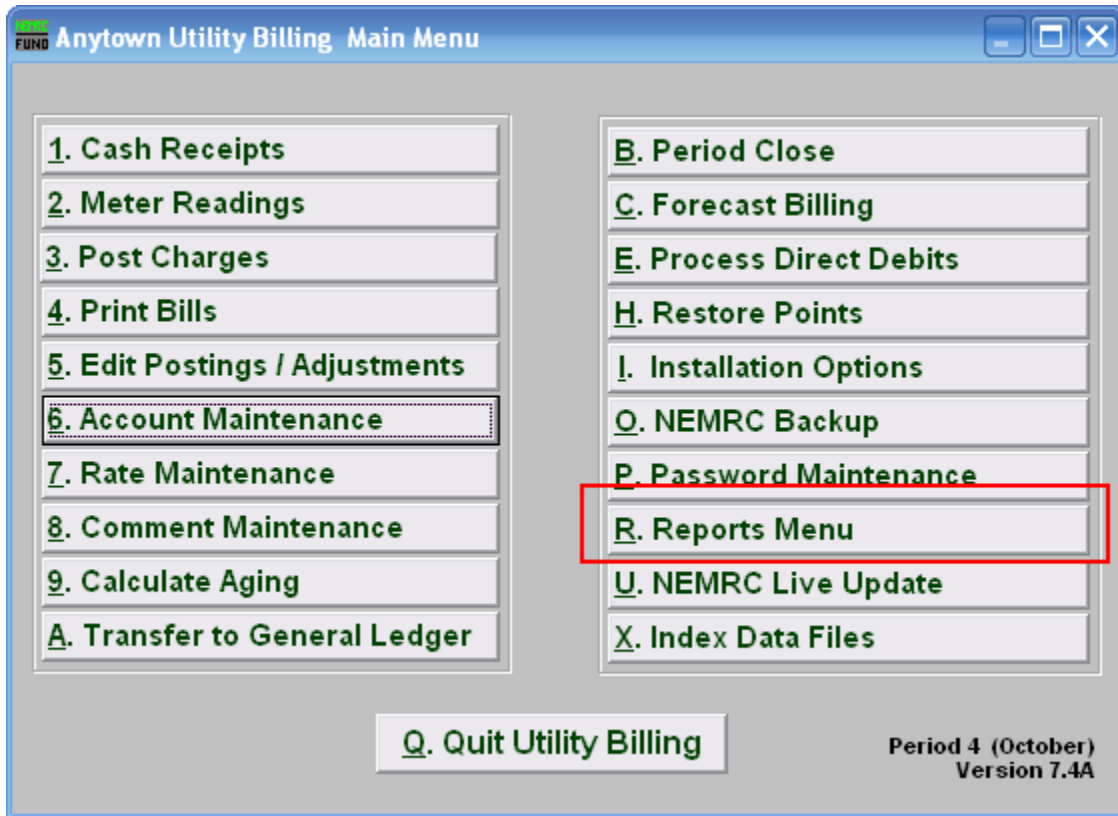 NEMRC
FUND
Anytown Utility Billing Main Menu
1. Cash Receipts
2. Meter Readings
3. Post Charges
4. Print Bills
5. Edit Postings / Adjustments
6. Account Maintenance
7. Rate Maintenance
8. Comment Maintenance
9. Calculate Aging
A. Transfer to General Ledger
B. Period Close
C. Forecast Billing
E. Process Direct Debits
H. Restore Points
I. Installation Options
O. NEMRC Backup
P. Password Maintenance
R. Reports Menu
U. NEMRC Live Update
X. Index Data Files
Q. Quit Utility Billing
Period 4 (October)
Version 7.4A